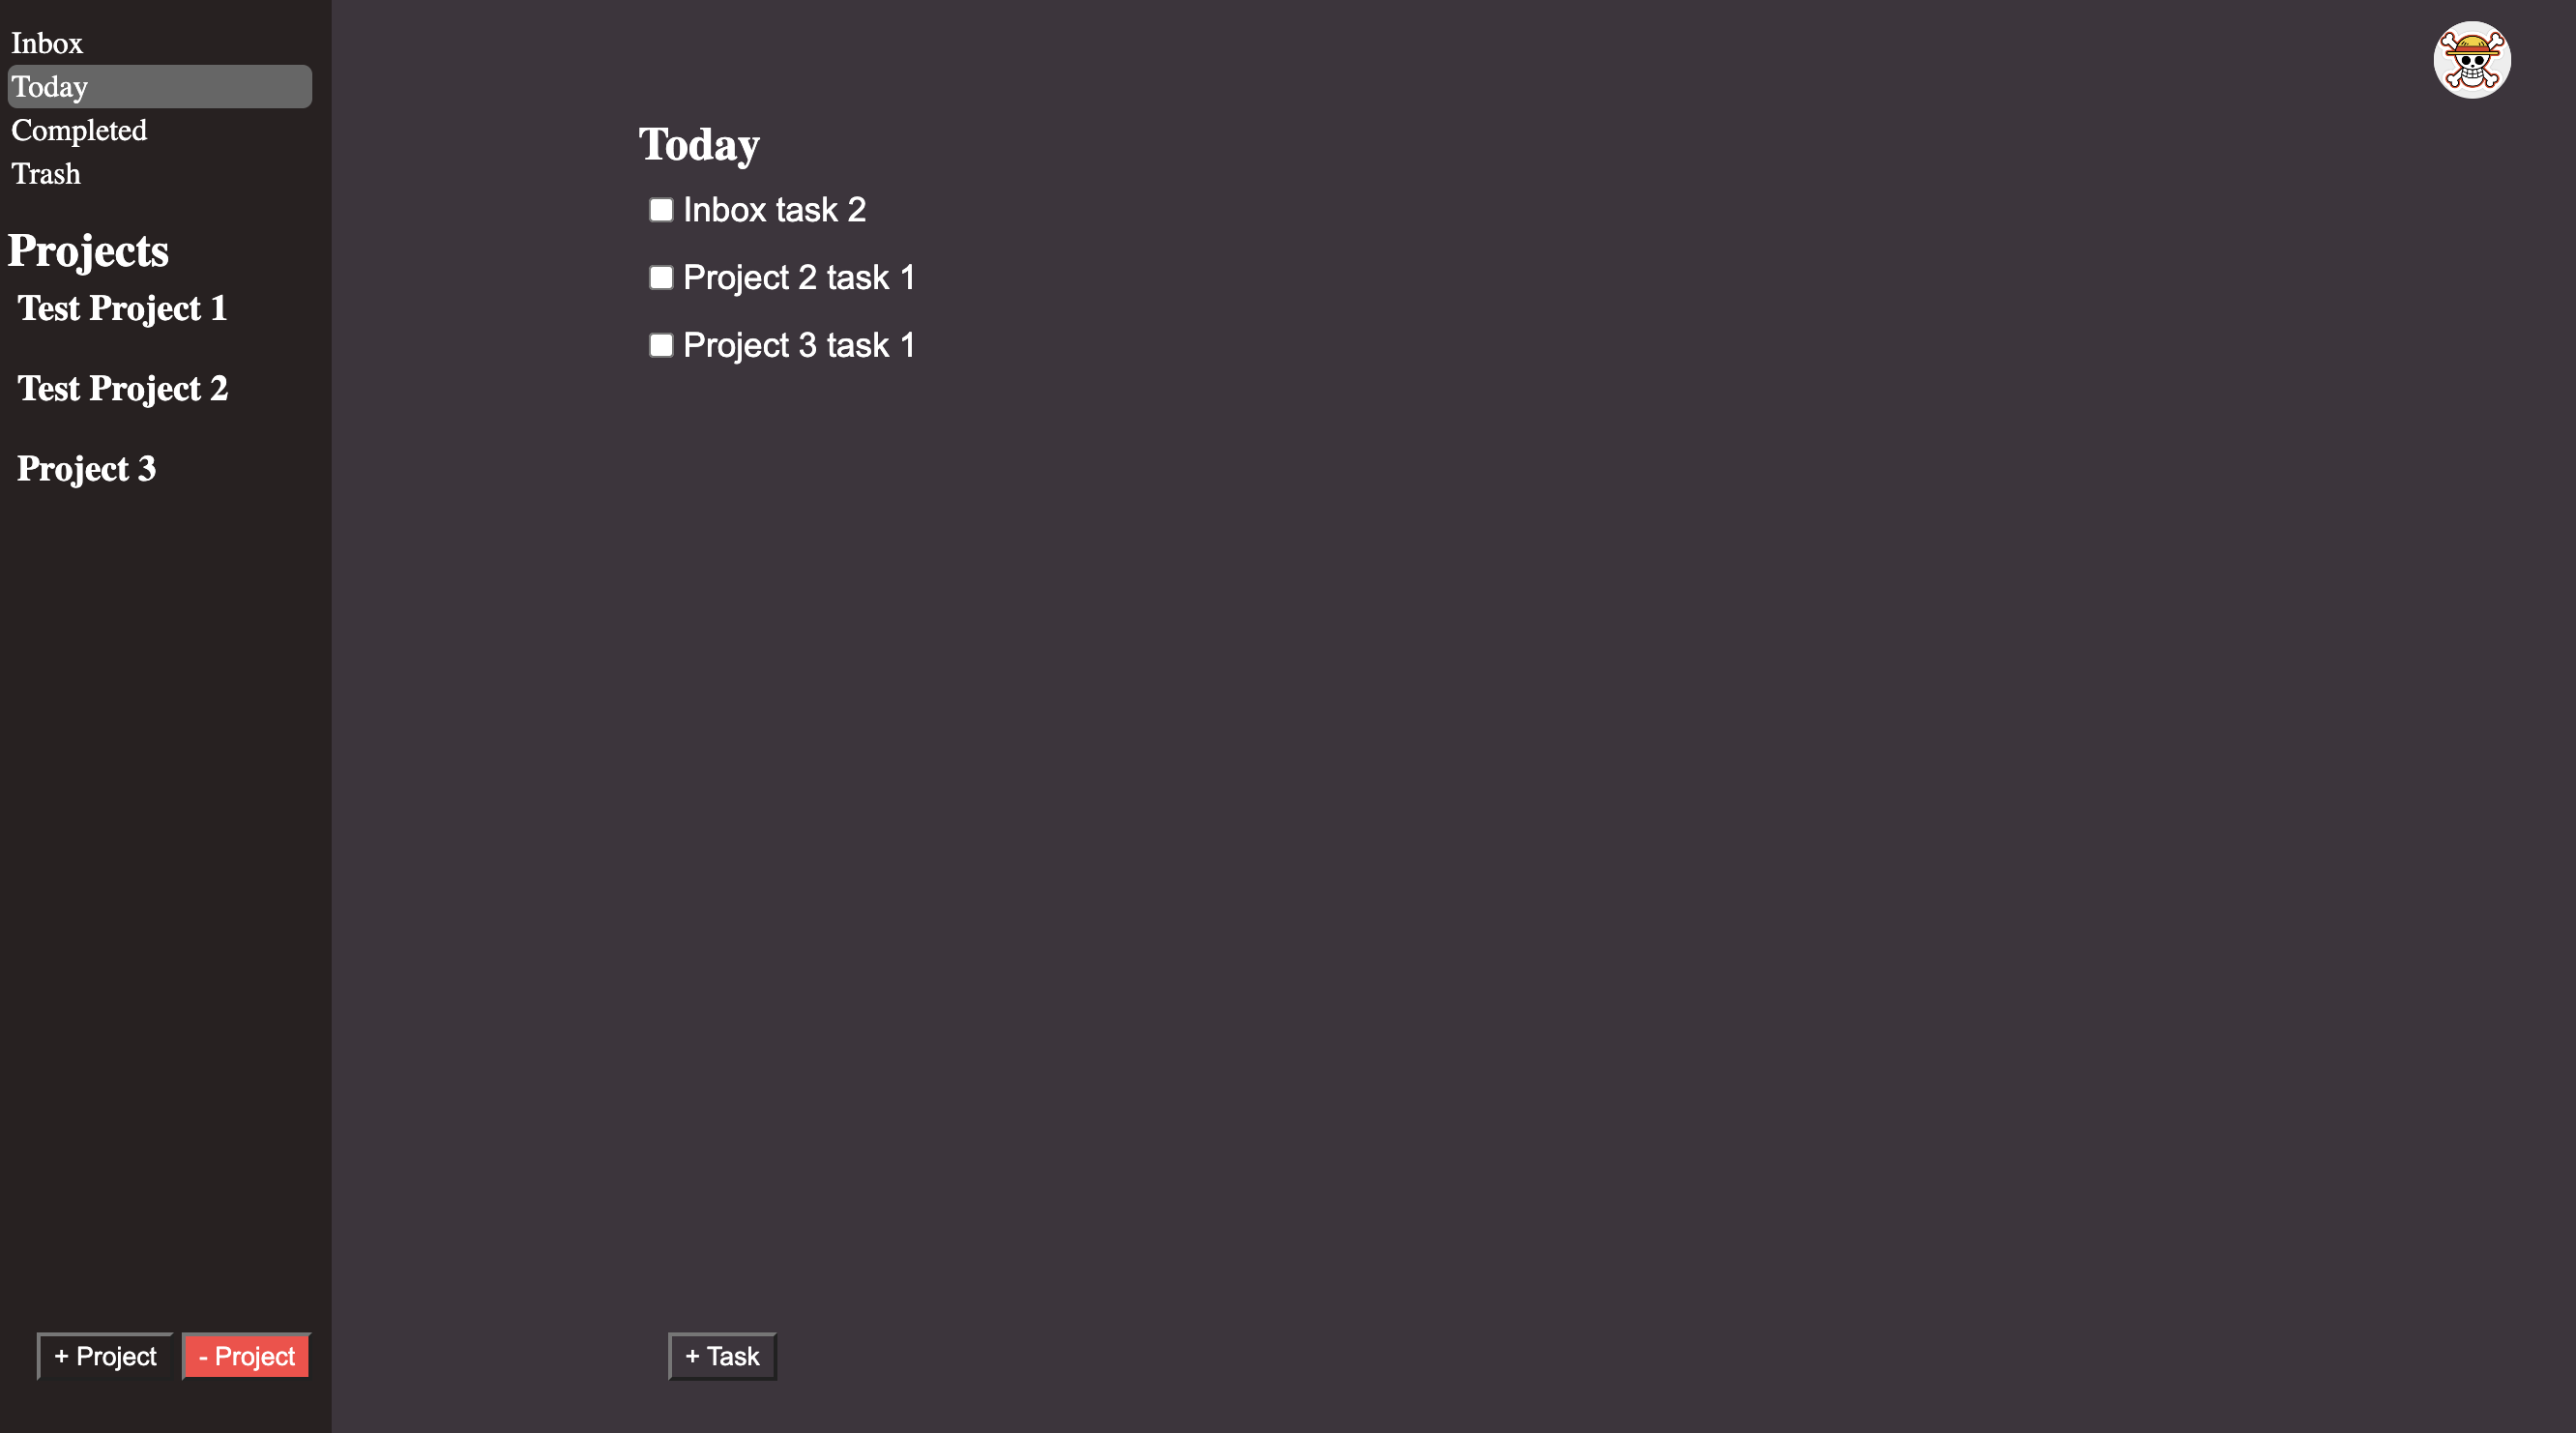 Inbox
Today
Completed
Trash
Projects
Test Project 1
Test Project 2
Project 3
+ Project
- Project
Today
Inbox task 2
Project 2 task 1
Project 3 task 1
+ Task